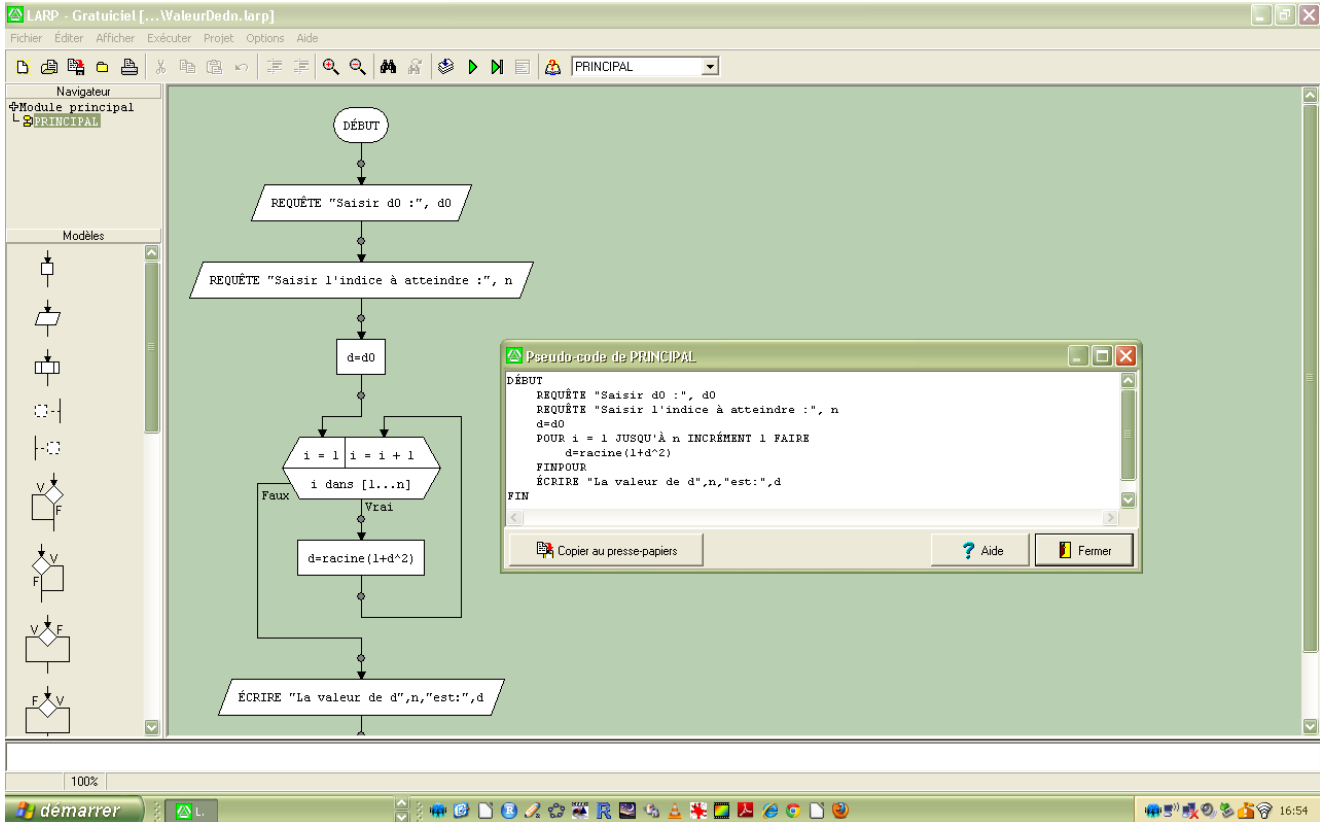 LARP - Gratuiciel [...\ValeurDedn.larp]
Fichier Éditer Afficher Exécuter Projet Options Aide
PRINCIPAL
Navigateur
Module principal
PRINCIPAL
Modèles
V
F
V
F
V F
F V
DÉBUT
REQUÊTE "Saisir d0 :", d0
REQUÊTE "Saisir l'indice à atteindre :", n
d=d0
i = 1 i = i + 1
i dans [1...n]
Faux
Vrai
d=racine(1+d^2)
ÉCRIRE "La valeur de d",n,"est:",d
Pseudo-code de PRINCIPAL
DÉBUT
REQUÊTE "Saisir d0 :", d0
REQUÊTE "Saisir l'indice à atteindre :", n
d=d0
POUR i = 1 JUSQU'À n INCRÉMENT 1 FAIRE
d=racine(1+d^2)
FINPOUR
ÉCRIRE "La valeur de d",n,"est:",d
FIN
Copier au presse-papiers
Aide
Fermer
100%
démarrer
L.
16:54